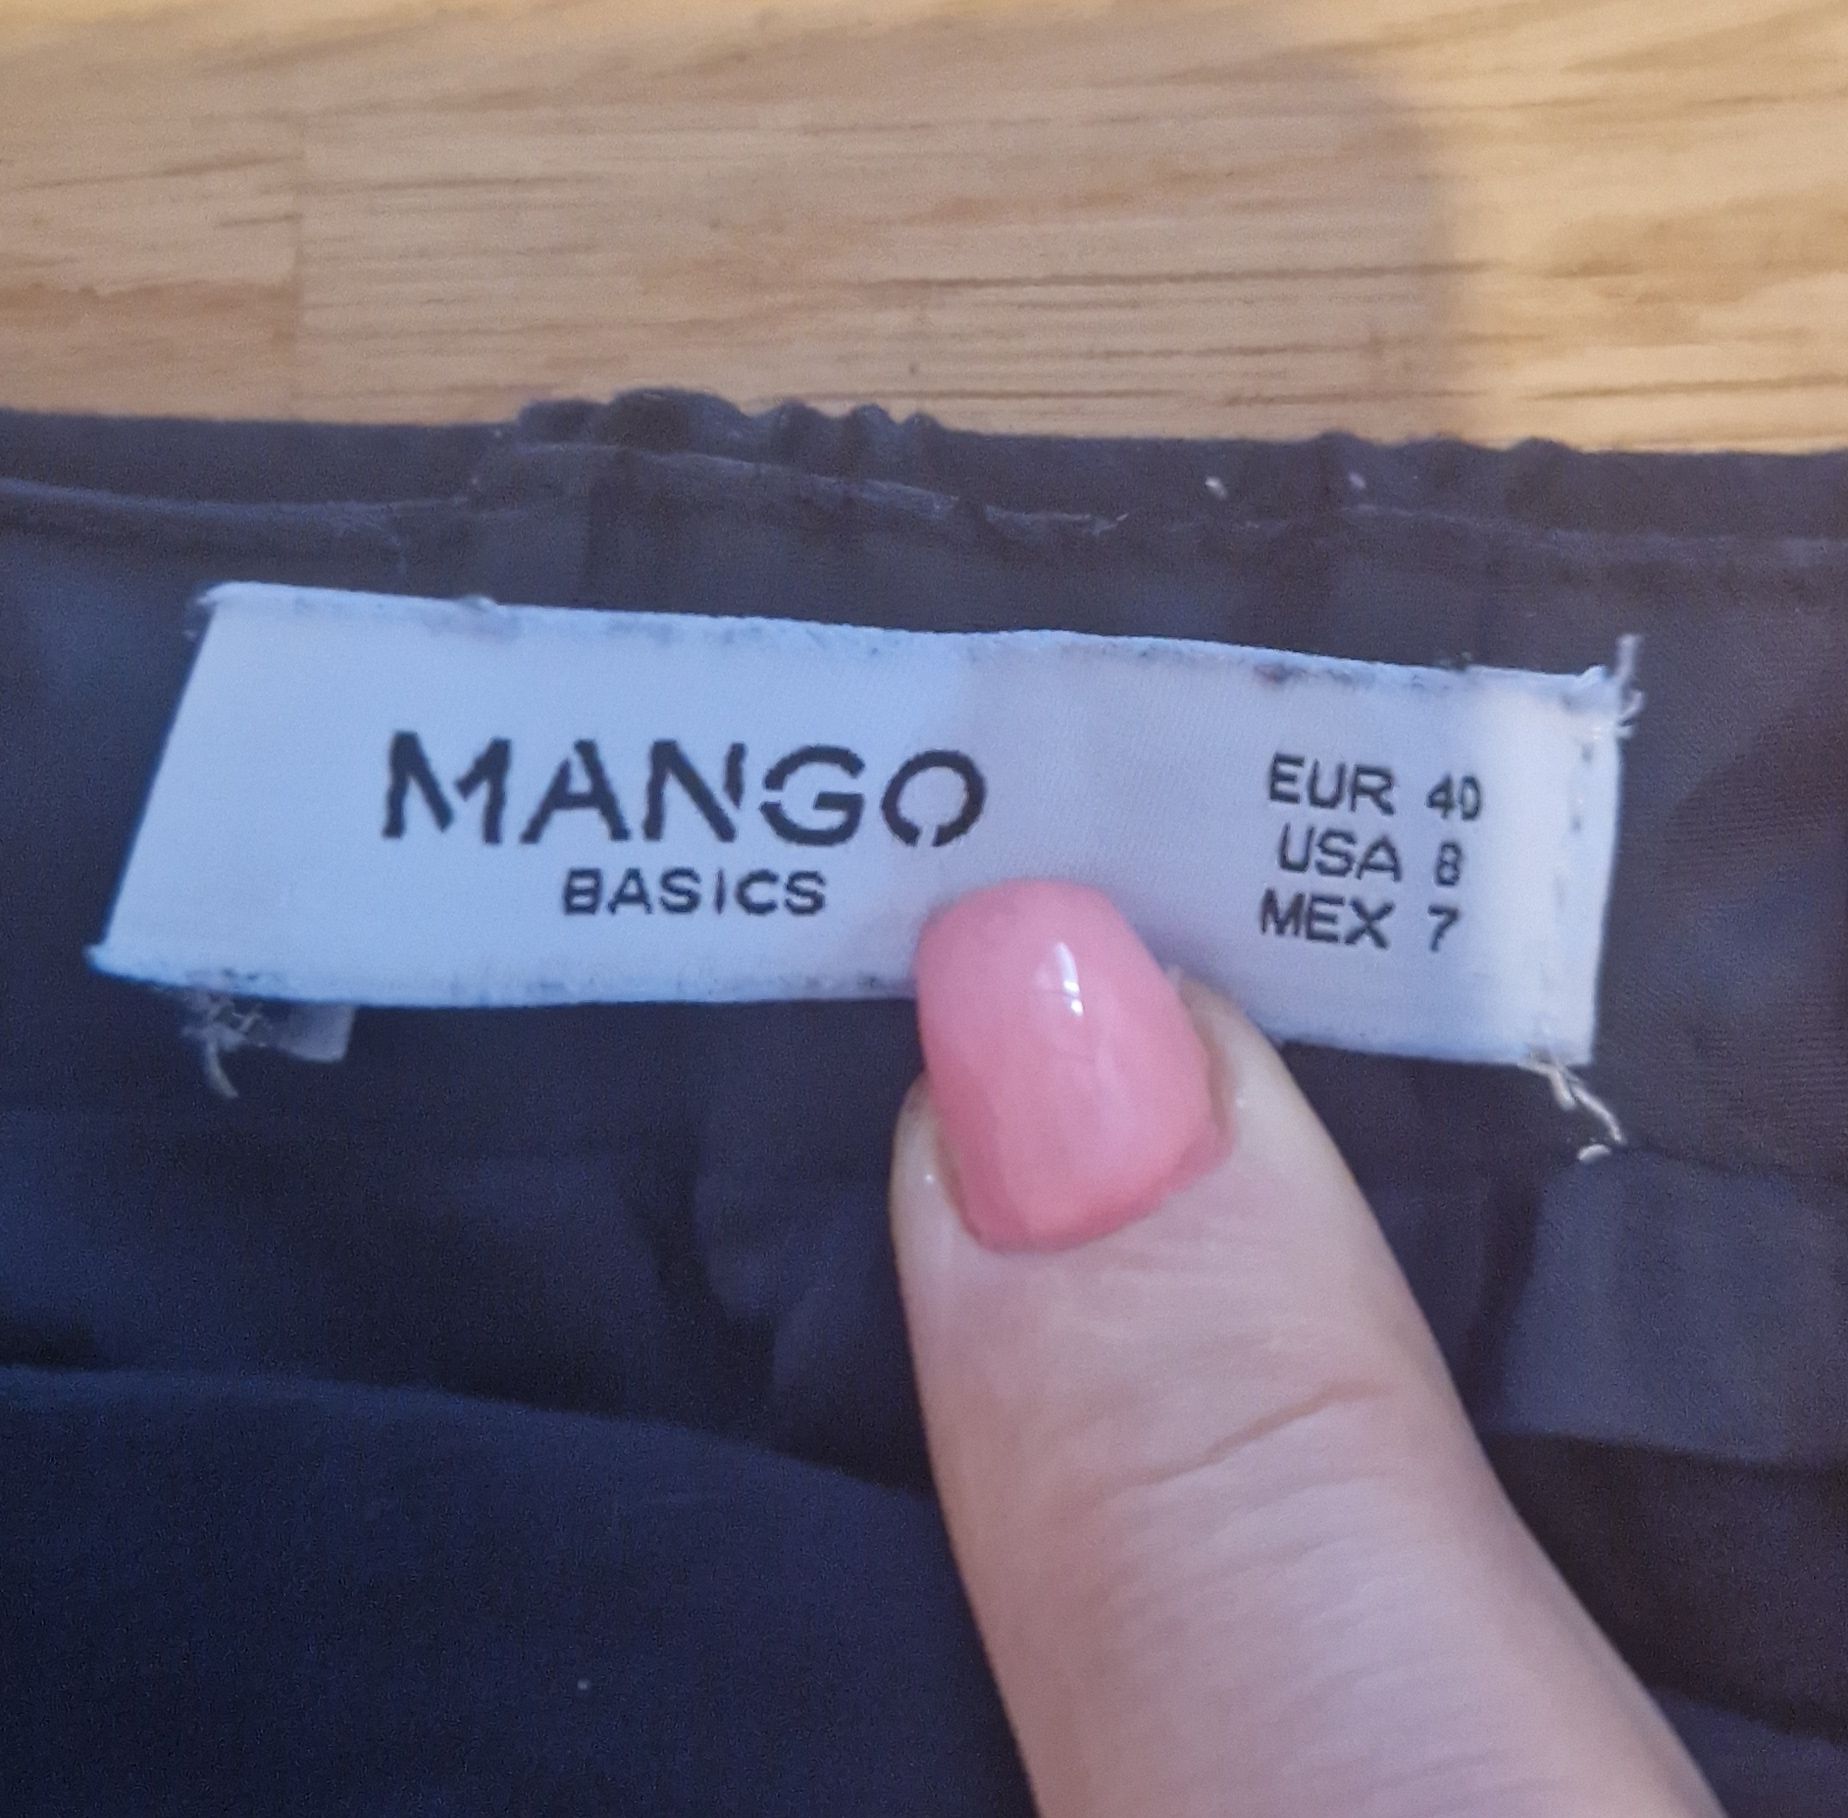 MANGO
BASICS
EUR 40
USA 8
MEX 7